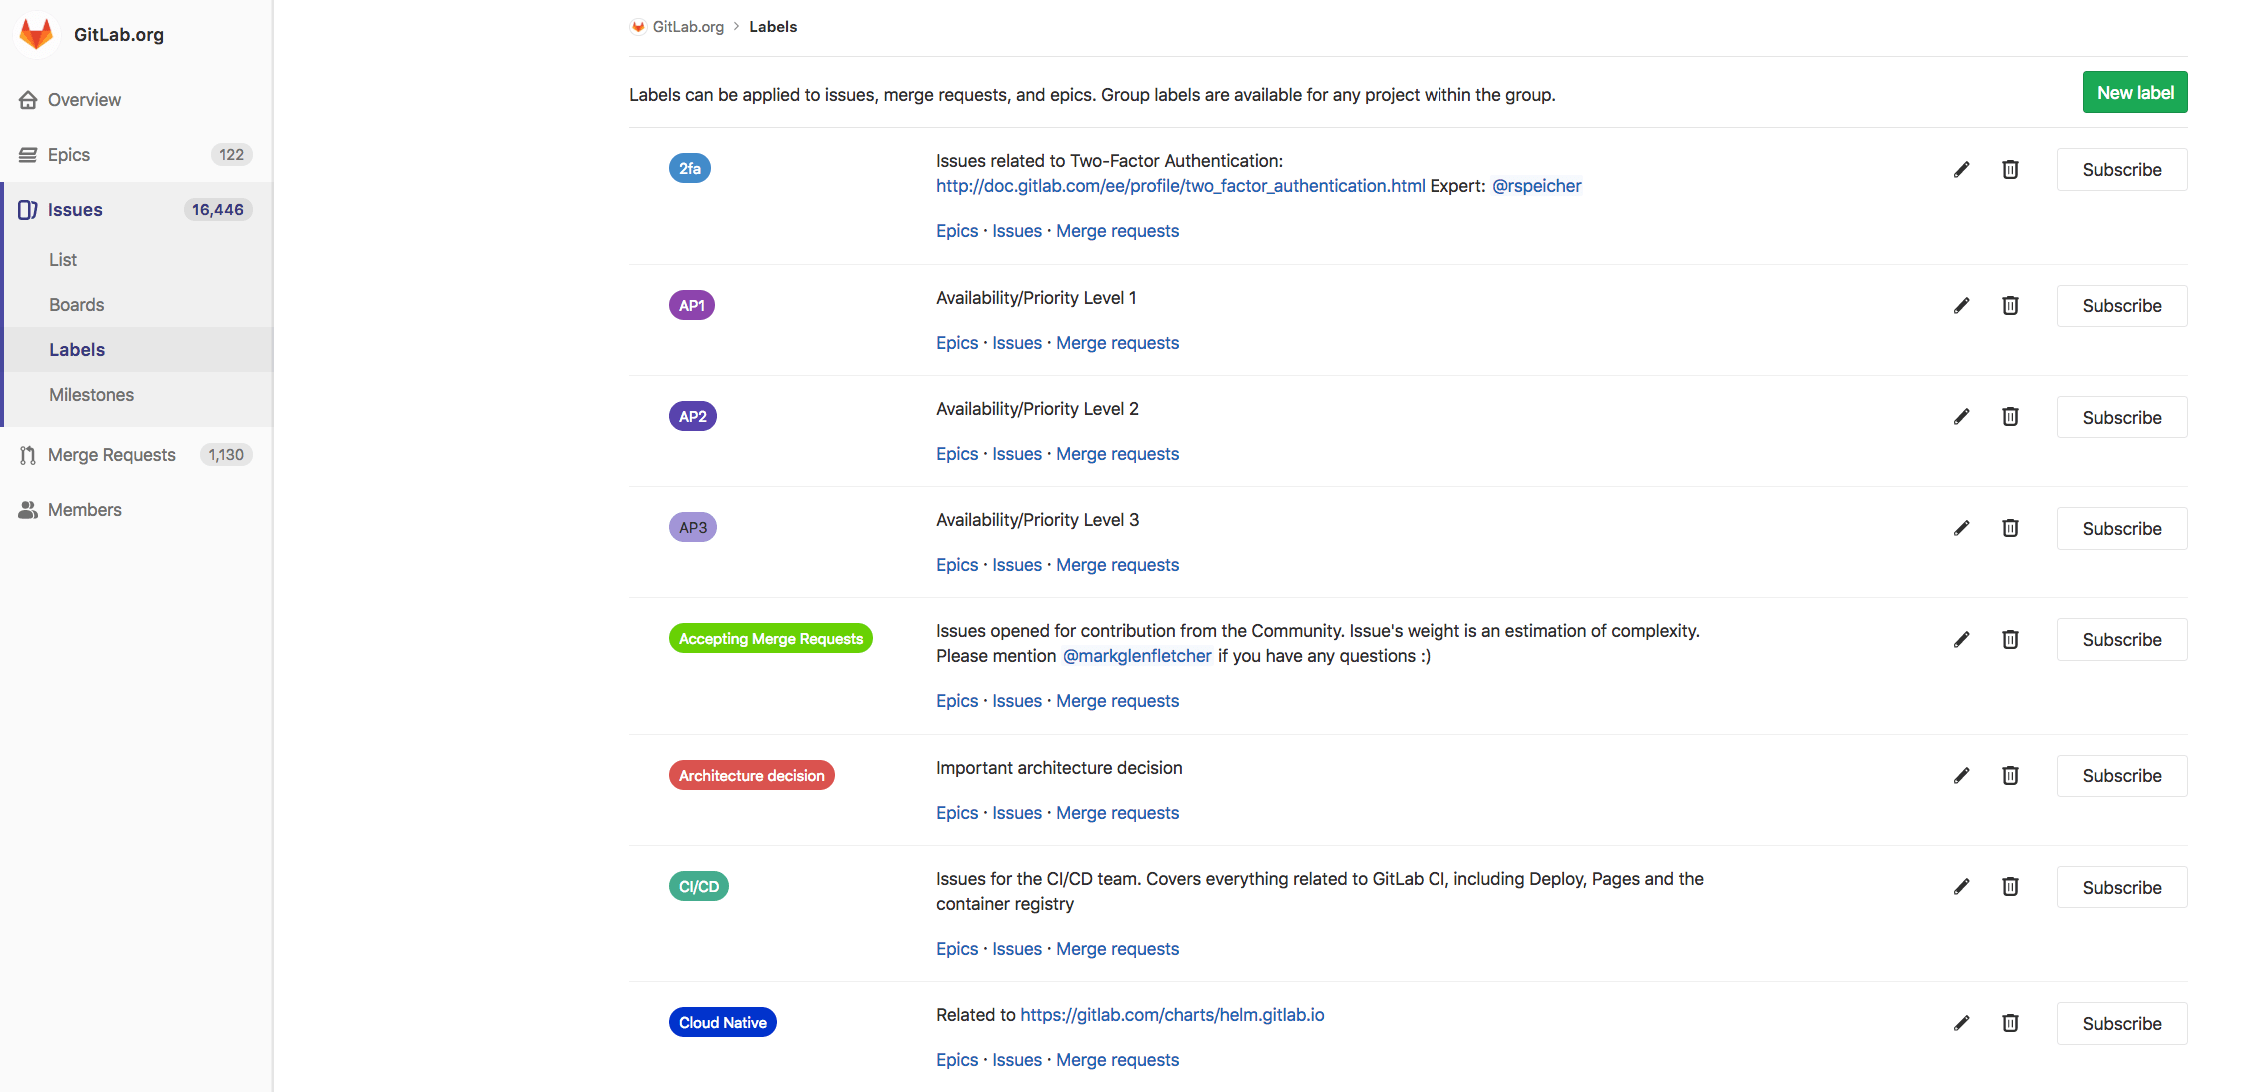 GitLab.org
Overview
Epics 122
Issues 16,446
List
Boards
Labels
Milestones
Merge Requests 1,130
Members
GitLab.org > Labels
Labels can be applied to issues, merge requests, and epics. Group labels are available for any project within the group.
New label
2fa
Issues related to Two-Factor Authentication:
http://doc.gitlab.com/ee/profile/two_factor_authentication.html Expert: @rspeicher
Epics · Issues · Merge requests
Subscribe
AP1
Availability/Priority Level 1
Epics · Issues · Merge requests
Subscribe
AP2
Availability/Priority Level 2
Epics · Issues · Merge requests
Subscribe
AP3
Availability/Priority Level 3
Epics · Issues · Merge requests
Subscribe
Accepting Merge Requests
Issues opened for contribution from the Community. Issue's weight is an estimation of complexity.
Please mention @markglenfletcher if you have any questions :)
Epics · Issues · Merge requests
Subscribe
Architecture decision
Important architecture decision
Epics · Issues · Merge requests
Subscribe
CI/CD
Issues for the CI/CD team. Covers everything related to GitLab CI, including Deploy, Pages and the
container registry
Epics · Issues · Merge requests
Subscribe
Cloud Native
Related to https://gitlab.com/charts/helm.gitlab.io
Epics · Issues · Merge requests
Subscribe